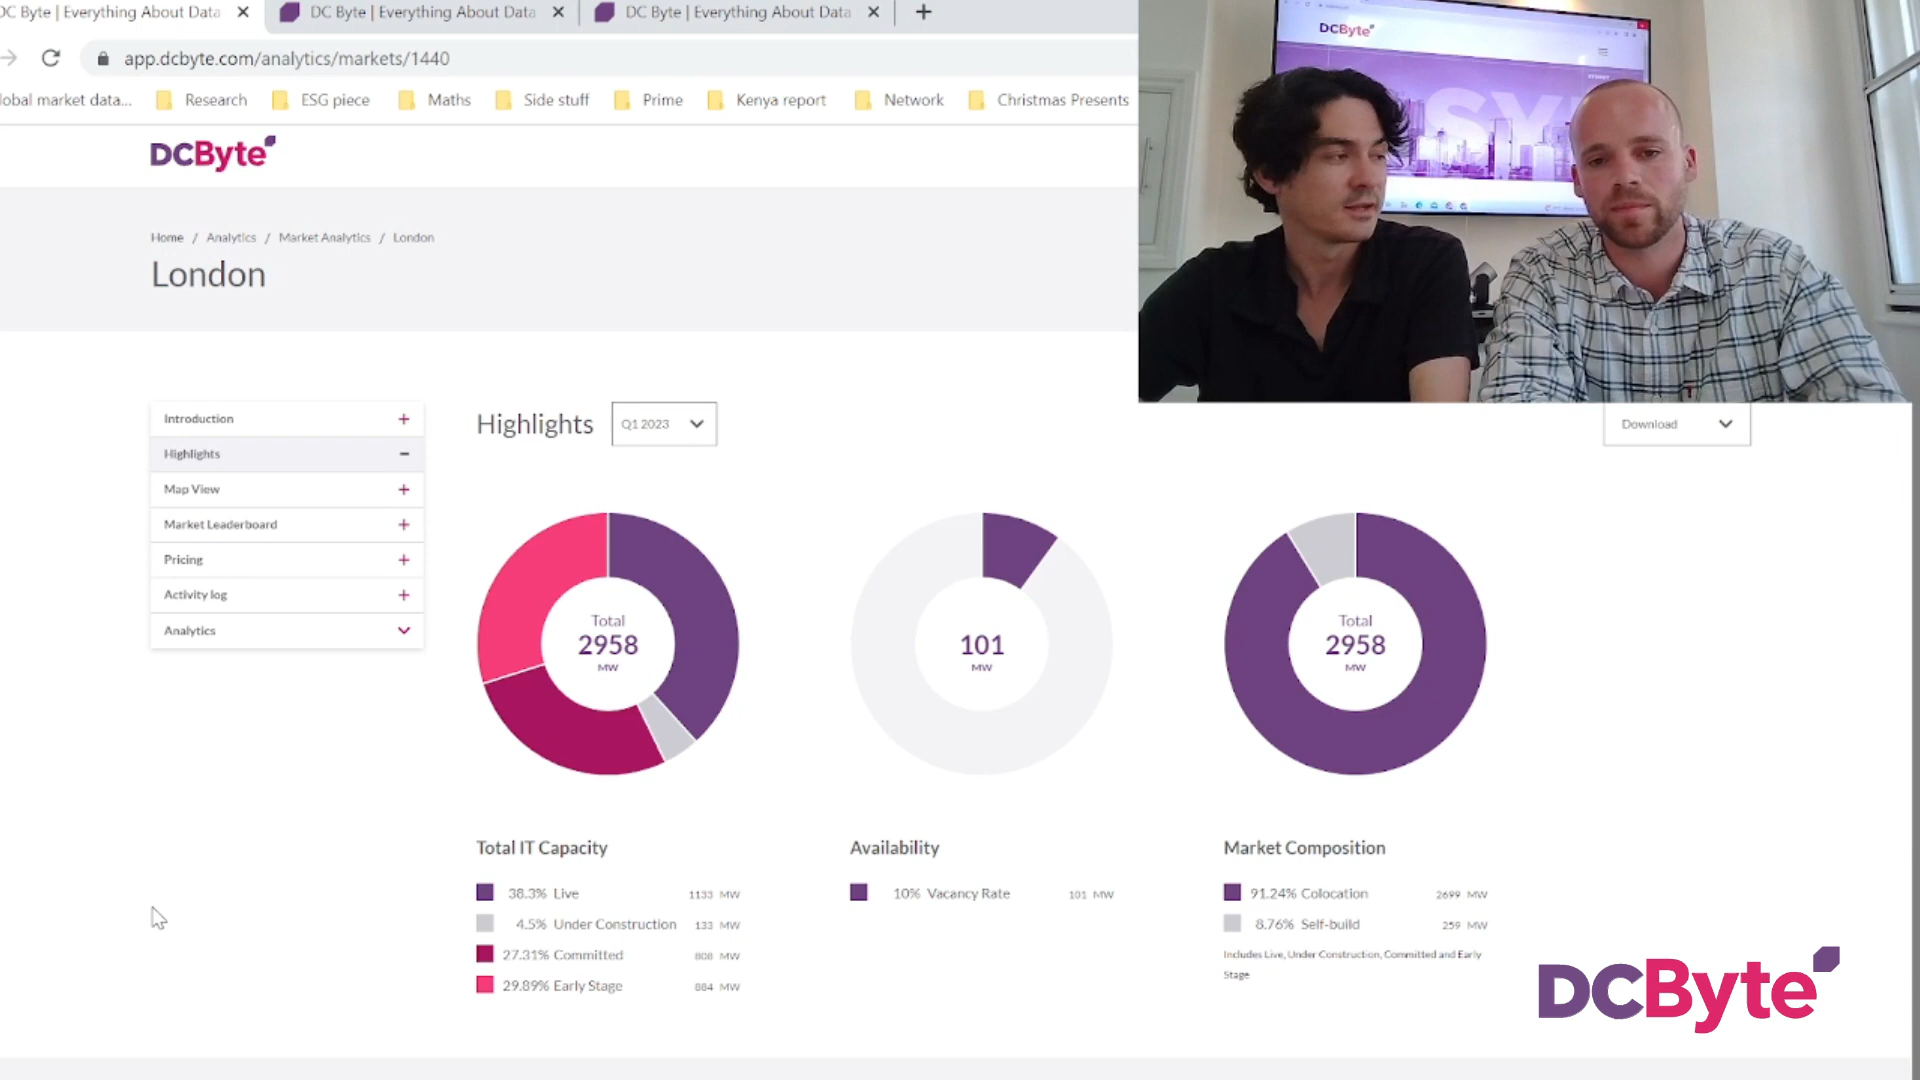 DC Byte | Everything About Data
DC Byte | Everything About Data
DC Byte | Everything About Data
app.dcbyte.com/analytics/markets/1440
lobal market data...
Research
ESG piece
Maths
Side stuff
Prime
Kenya report
Network
Christmas Presents
DCByte
DCByte
SY
Home / Analytics / Market Analytics / London
London
Introduction
Highlights
Map View
Market Leaderboard
Pricing
Activity log
Analytics
Highlights
Q1 2023
Download
Total
2958
MW
101
MW
Total
2958
MW
Total IT Capacity
38.3% Live 1133 MW
4.5% Under Construction 133 MW
27.31% Committed 808 MW
29.89% Early Stage 884 MW
Availability
10% Vacancy Rate 101 MW
Market Composition
91.24% Colocation 2699 MW
8.76% Self-build 259 MW
Includes Live, Under Construction, Committed and Early
Stage
DCByte